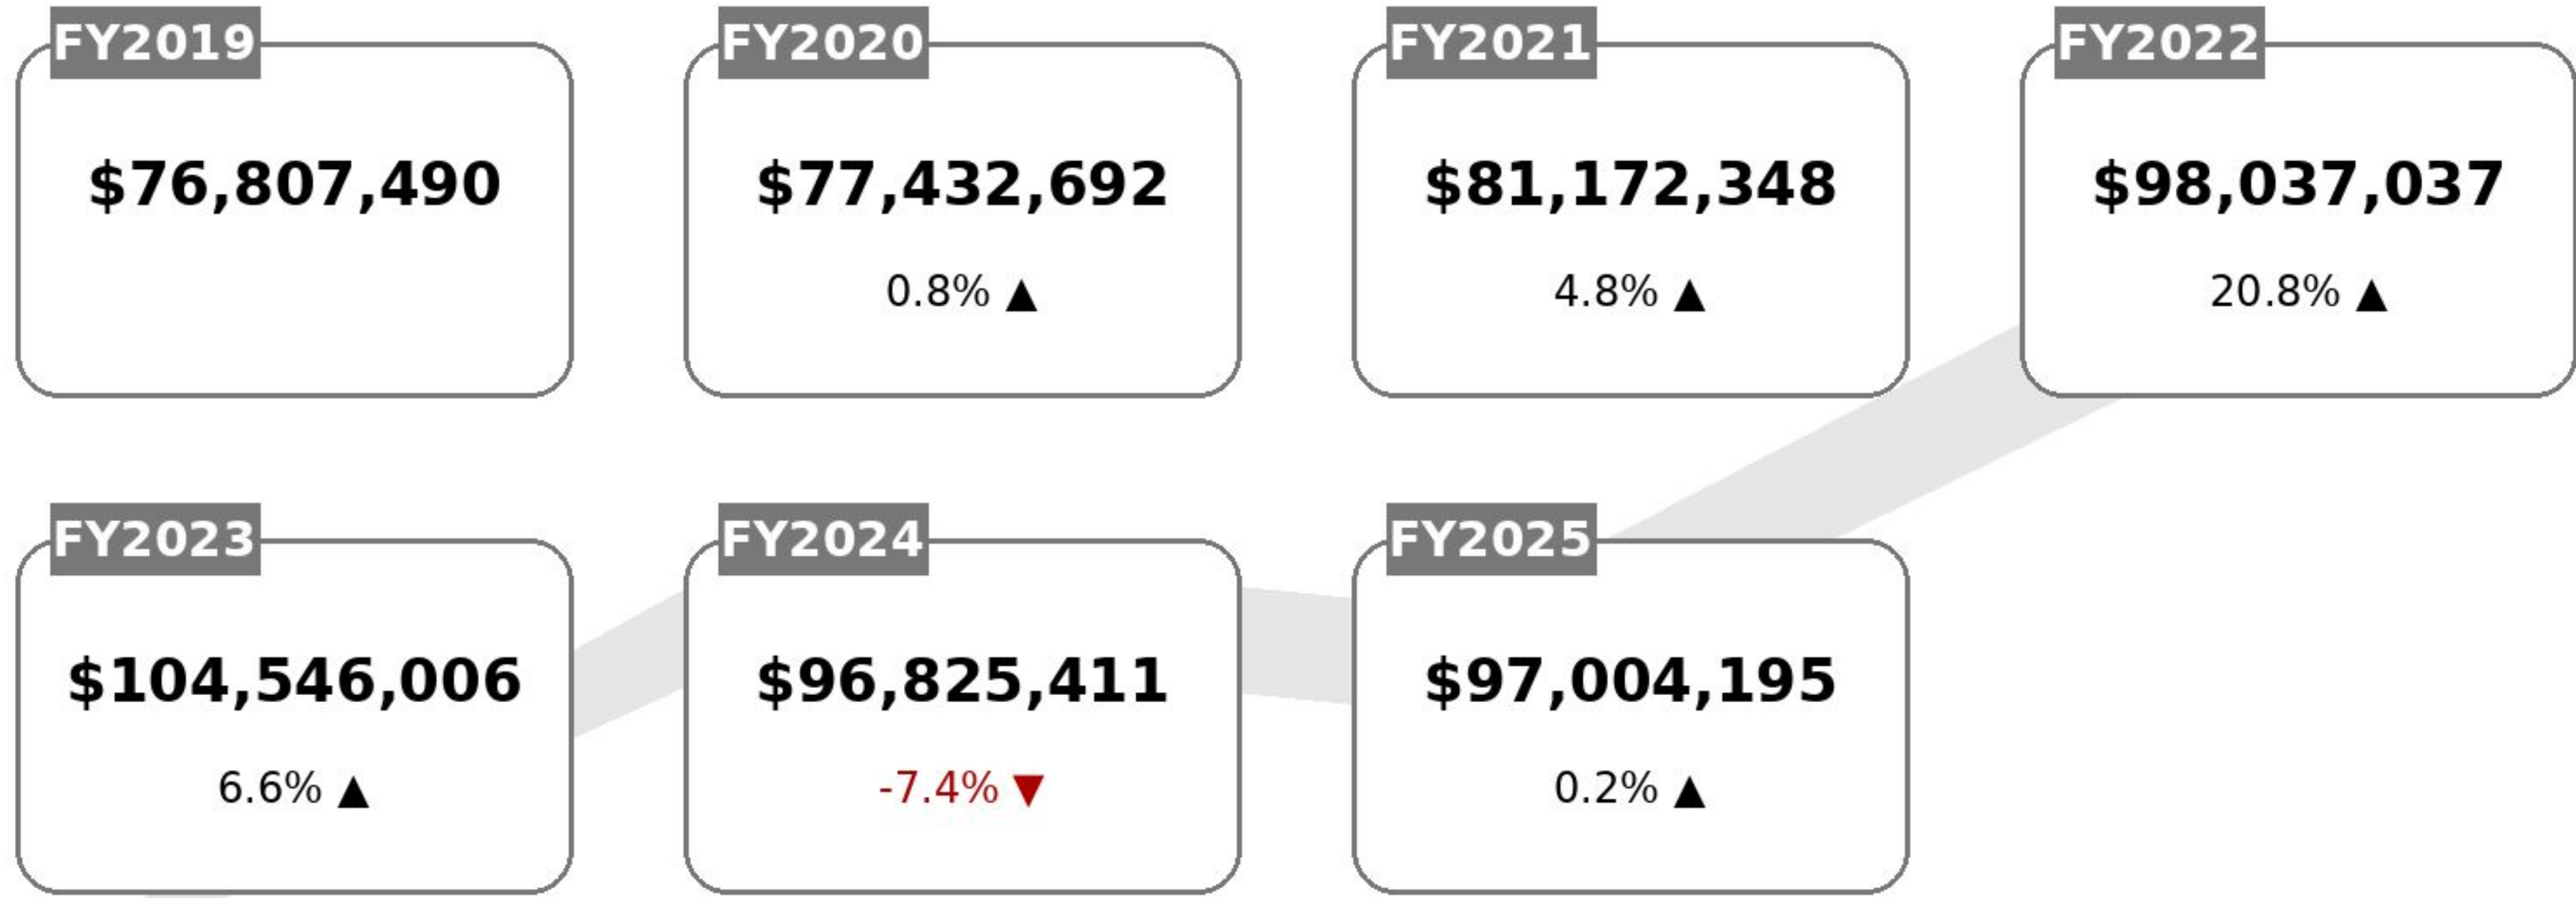 FY2019
$76,807,490
FY2020
$77,432,692
0.8% ▲
FY2021
$81,172,348
4.8% ▲
FY2022
$98,037,037
20.8% ▲
FY2023
$104,546,006
6.6% ▲
FY2024
$96,825,411
-7.4% ▼
FY2025
$97,004,195
0.2% ▲